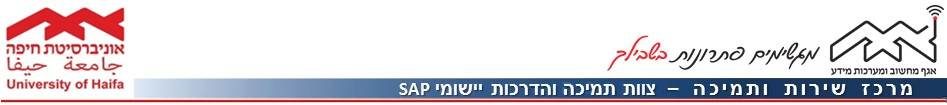 אוניברסיטת חיפה
جامعة حيفا
University of Haifa
מגשימים פתרונות בשבילך
אגף מחשוב ומערכות מידע
מרכז שירות ותמיכה – צוות תמיכה והדרכות יישומי SAP